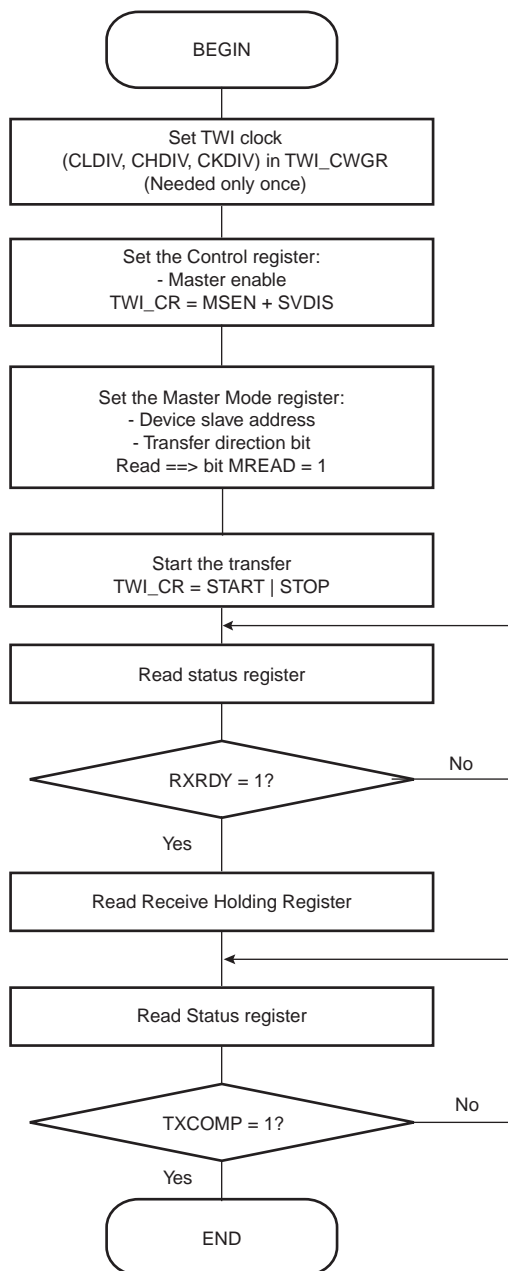 BEGIN
Set TWI clock
(CLDIV, CHDIV, CKDIV) in TWI_CWGR
(Needed only once)
Set the Control register:
- Master enable
TWI_CR = MSEN + SVDIS
Set the Master Mode register:
- Device slave address
- Transfer direction bit
Read ==> bit MREAD = 1
Start the transfer
TWI_CR = START | STOP
Read status register
RXRDY = 1?
No
Yes
Read Receive Holding Register
Read Status register
TXCOMP = 1?
No
Yes
END